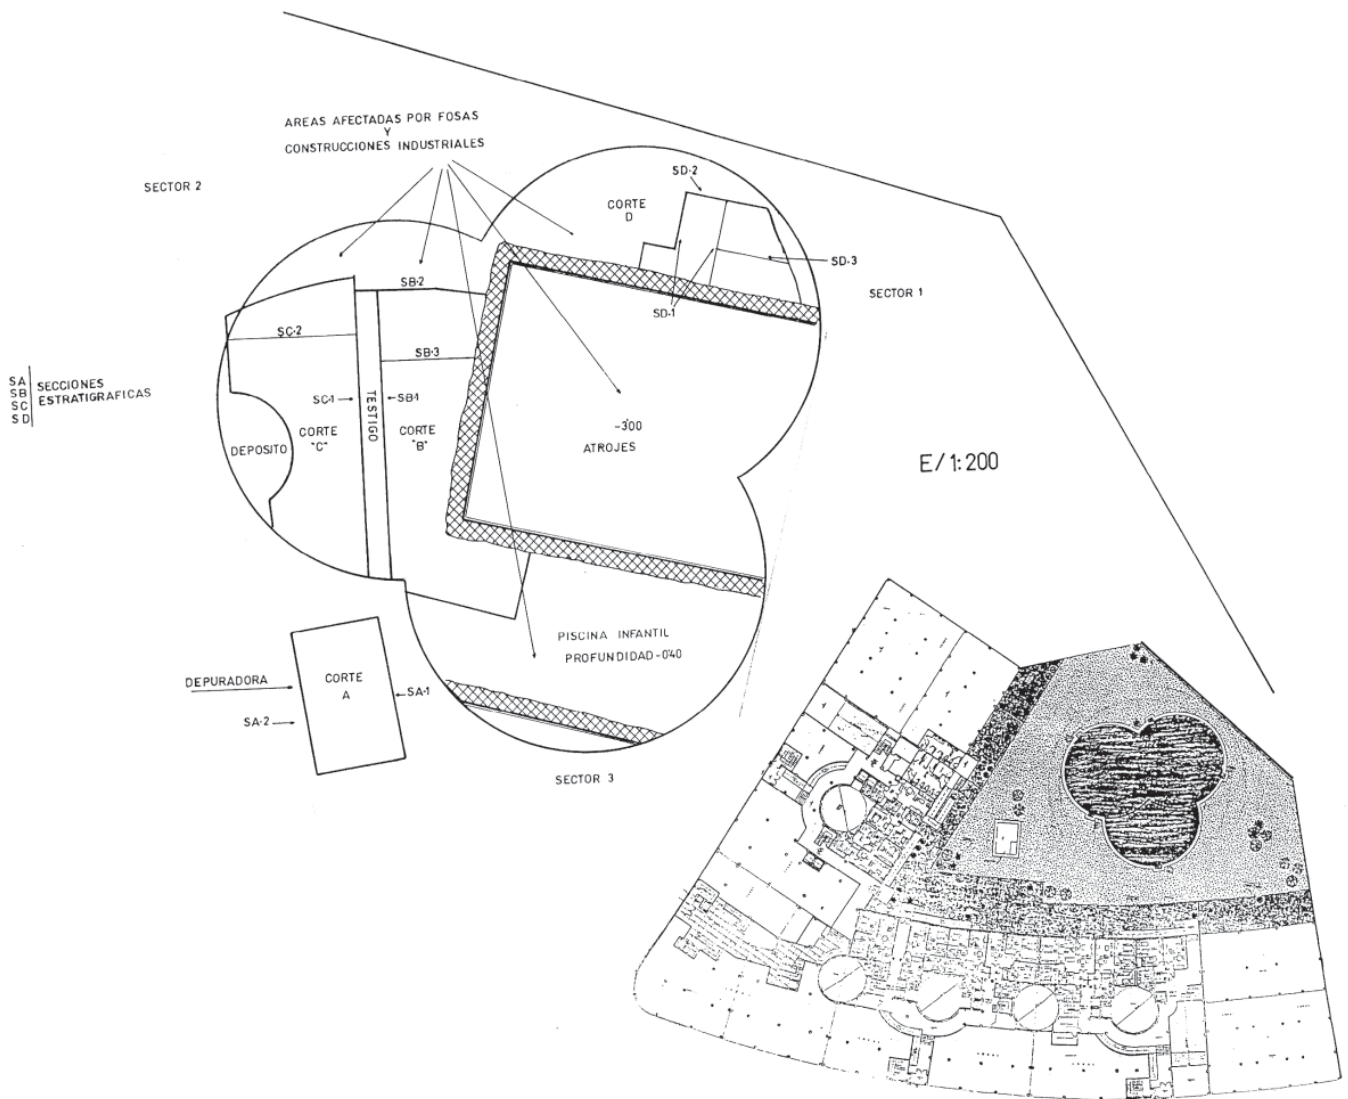 AREAS AFECTADAS POR FOSAS
Y
CONSTRUCCIONES INDUSTRIALES
SECTOR 2
SD-2
CORTE
D
SD-3
SECTOR 1
SD-1
SB-2
SC-2
SB-3
SA
SB
SC
SD
SECCIONES
ESTRATIGRAFICAS
SC-1
TESTIGO
SB-1
CORTE
"C"
CORTE
"B"
DEPOSITO
-3'00
ATROJES
E/1:200
PISCINA INFANTIL
PROFUNDIDAD-0'40
DEPURADORA
CORTE
A
SA-1
SA-2
SECTOR 3